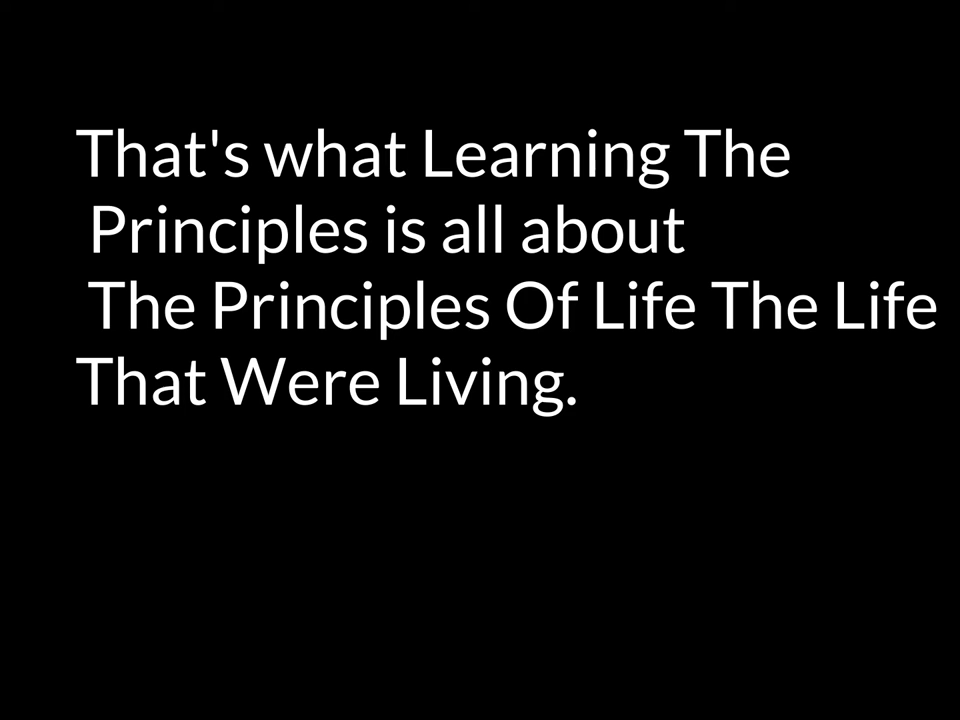 That's what Learning The
Principles is all about
The Principles Of Life The Life
That Were Living.